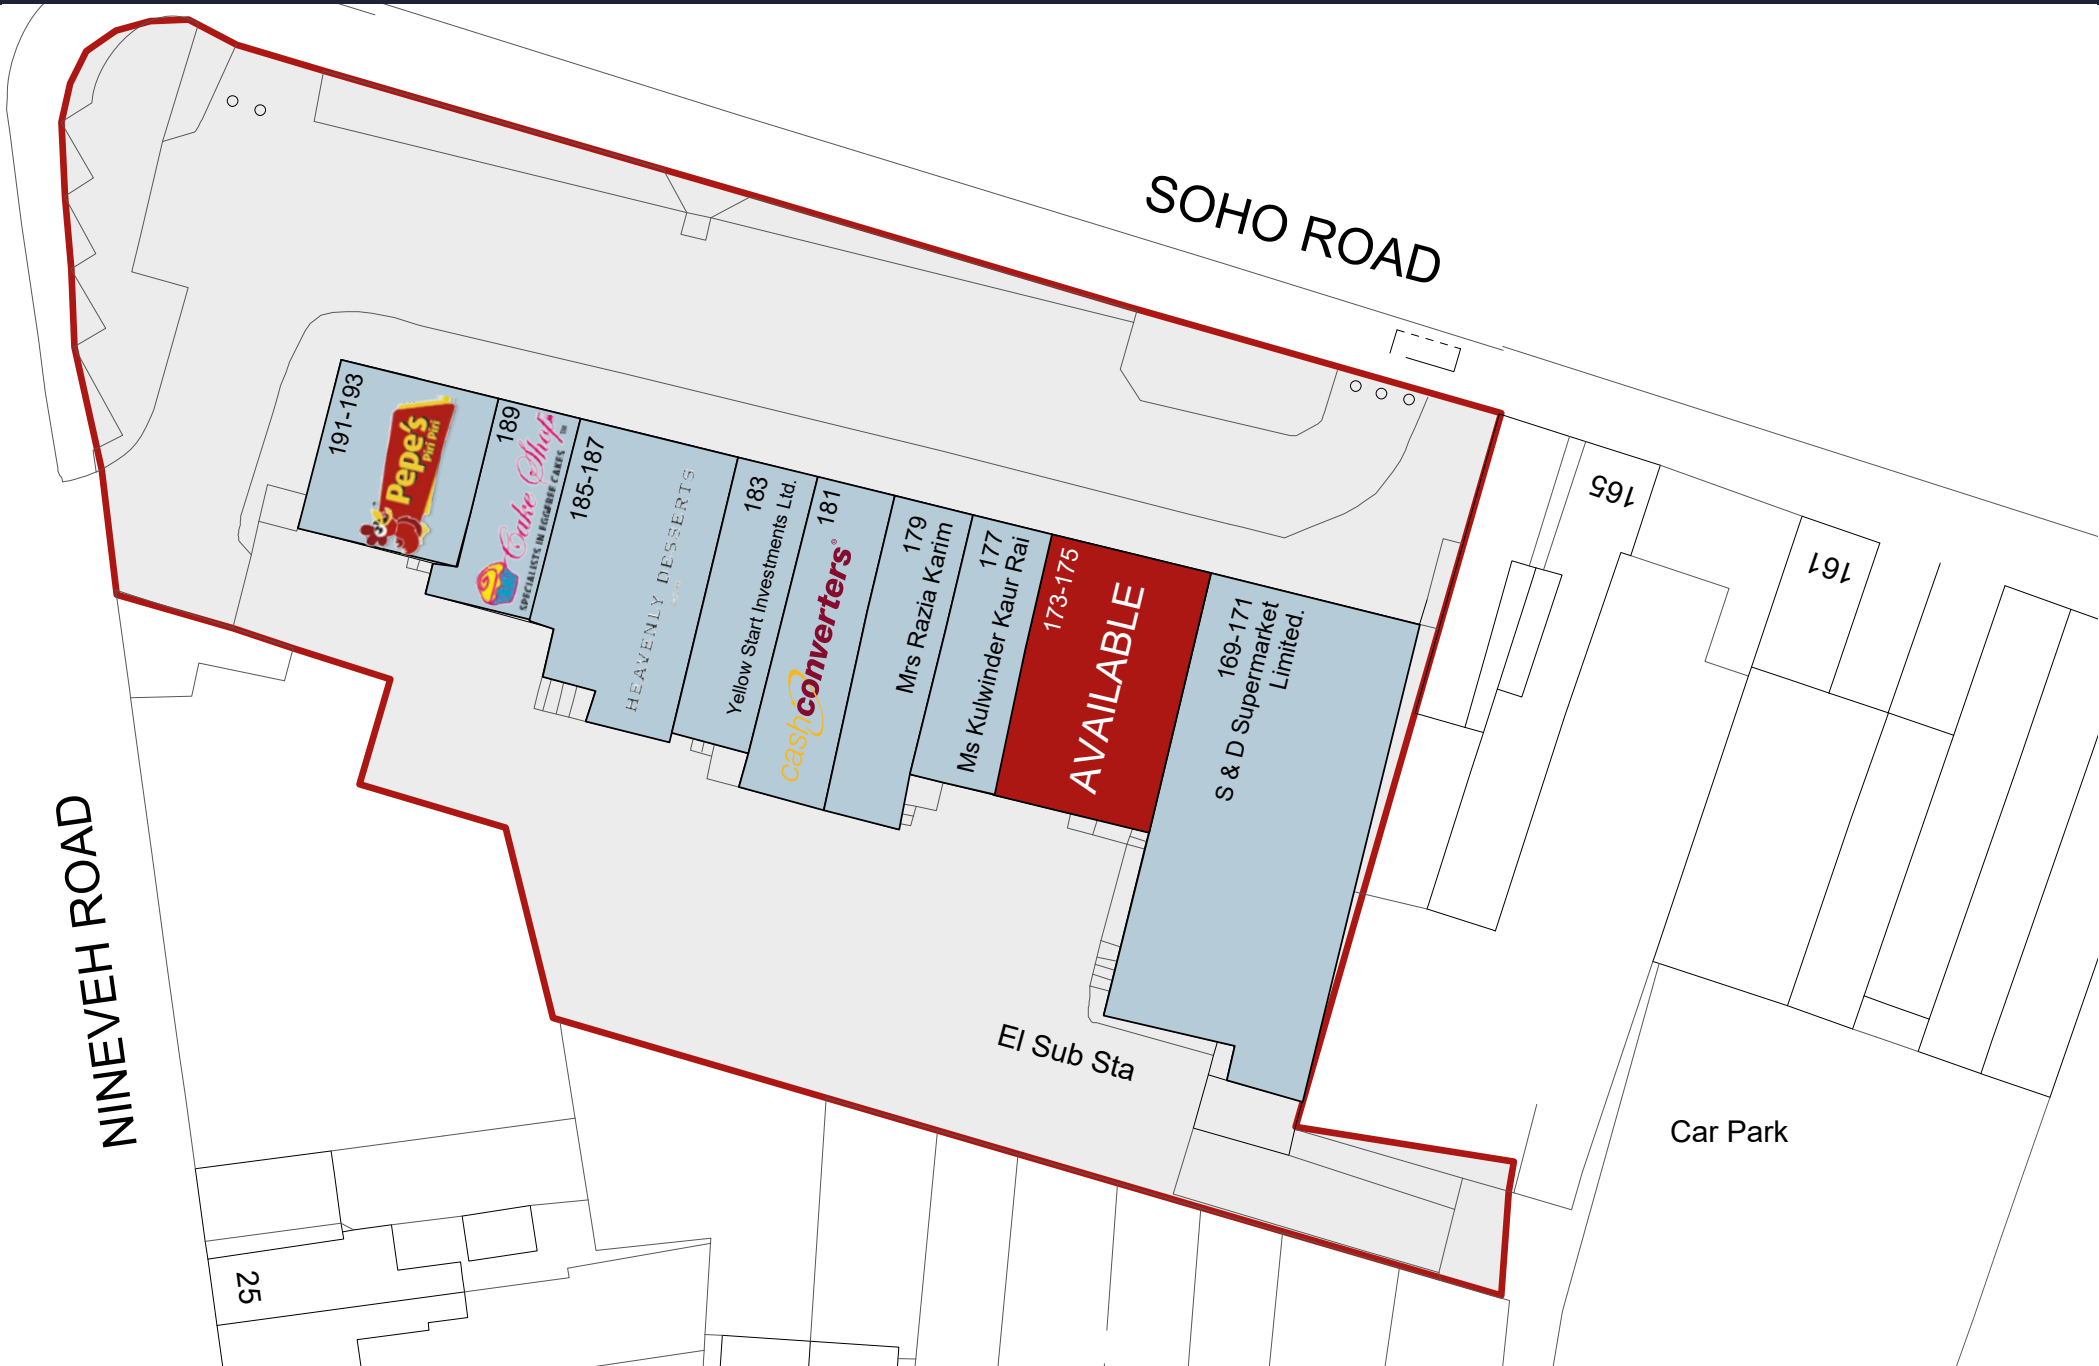 SOHO ROAD
191-193
Pepe's
Piri Piri
189
Cake Shop
SPECIALISTS IN EGGFREE CAKES
185-187
HEAVENLY DESSERTS
183
Yellow Start Investments Ltd.
181
cash converters
179
Mrs Razia Karim
177
Ms Kulwinder Kaur Rai
173-175
AVAILABLE
169-171
S & D Supermarket
Limited.
165
161
NINEVEH ROAD
El Sub Sta
Car Park
25